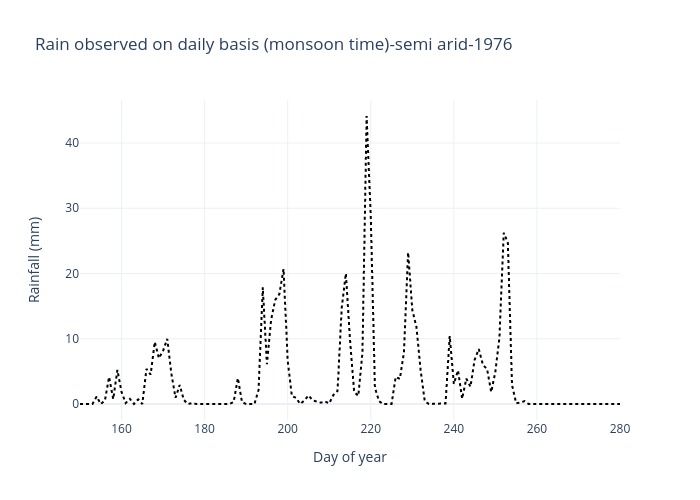 Rain observed on daily basis (monsoon time)-semi arid-1976
40
30
20
10
0
Rainfall (mm)
160 180 200 220 240 260 280
Day of year